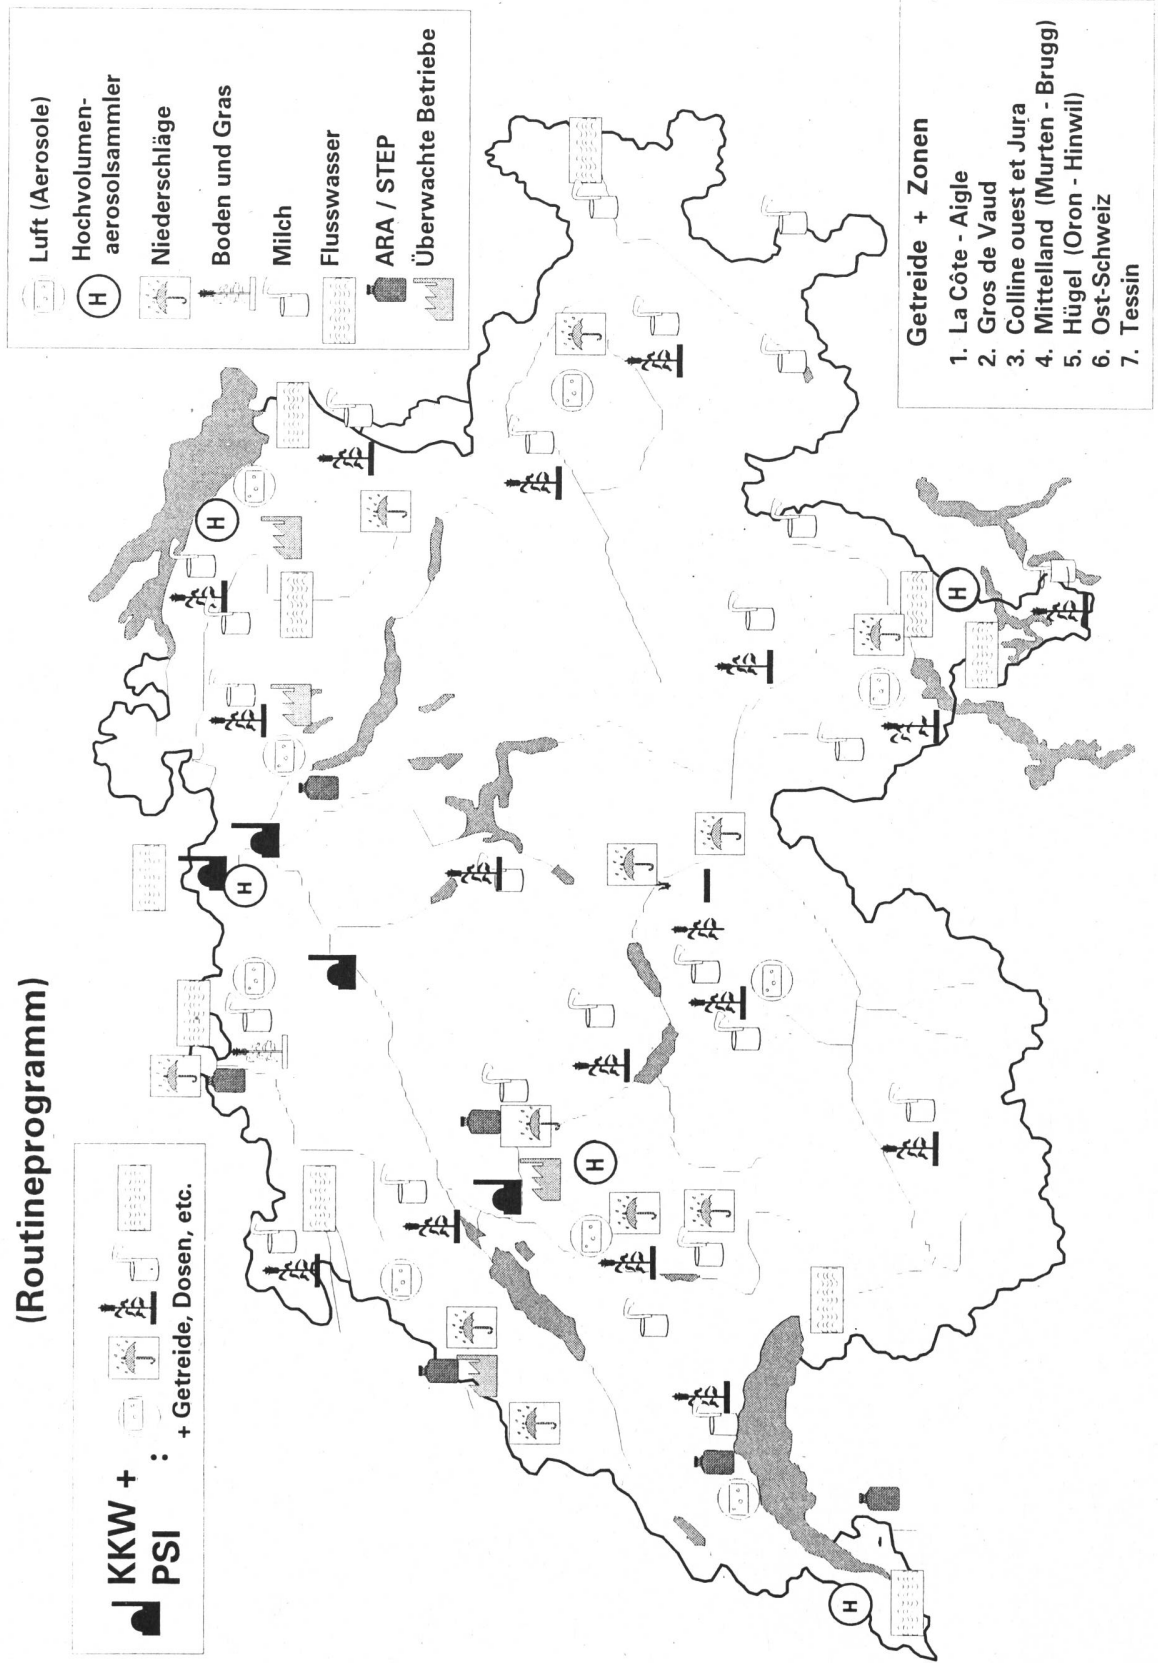 (Routineprogramm)
KKW +
PSI :
+ Getreide, Dosen, etc.
Luft (Aerosole)
H
Hochvolumen-
aerosolsammler
Niederschläge
Boden und Gras
Milch
Flusswasser
ARA / STEP
Überwachte Betriebe
H
H
H
H
H
Getreide + Zonen
1. La Côte - Aigle
2. Gros de Vaud
3. Colline ouest et Jura
4. Mittelland (Murten - Brugg)
5. Hügel (Oron - Hinwil)
6. Ost-Schweiz
7. Tessin